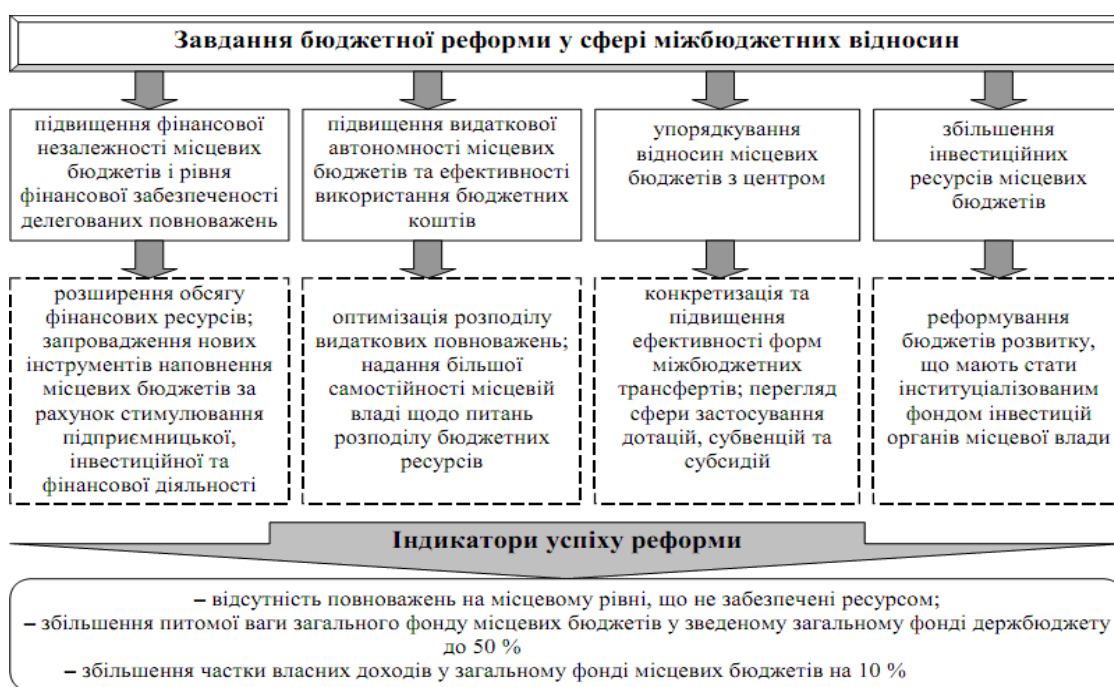 Завдання бюджетної реформи у сфері міжбюджетних відносин
підвищення фінансової
незалежності місцевих
бюджетів і рівня
фінансової забезпеченості
делегованих повноважень
підвищення видаткової
автономності місцевих
бюджетів та ефективності
використання бюджетних
коштів
упорядкування
відносин місцевих
бюджетів з центром
збільшення
інвестиційних
ресурсів місцевих
бюджетів
розширення обсягу
фінансових ресурсів;
запровадження нових
інструментів наповнення
місцевих бюджетів за
рахунок стимулювання
підприємницької,
інвестиційної та
фінансової діяльності
оптимізація розподілу
видаткових повноважень;
надання більшої
самостійності місцевій
владі щодо питань
розподілу бюджетних
ресурсів
конкретизація та
підвищення
ефективності форм
міжбюджетних
трансфертів; перегляд
сфери застосування
дотацій, субвенцій та
субсидій
реформування
бюджетів розвитку,
що мають стати
інституціалізованим
фондом інвестицій
органів місцевої влади
Індикатори успіху реформи
– відсутність повноважень на місцевому рівні, що не забезпечені ресурсом;
– збільшення питомої ваги загального фонду місцевих бюджетів у зведеному загальному фонді держбюджету
до 50 %
– збільшення частки власних доходів у загальному фонді місцевих бюджетів на 10 %